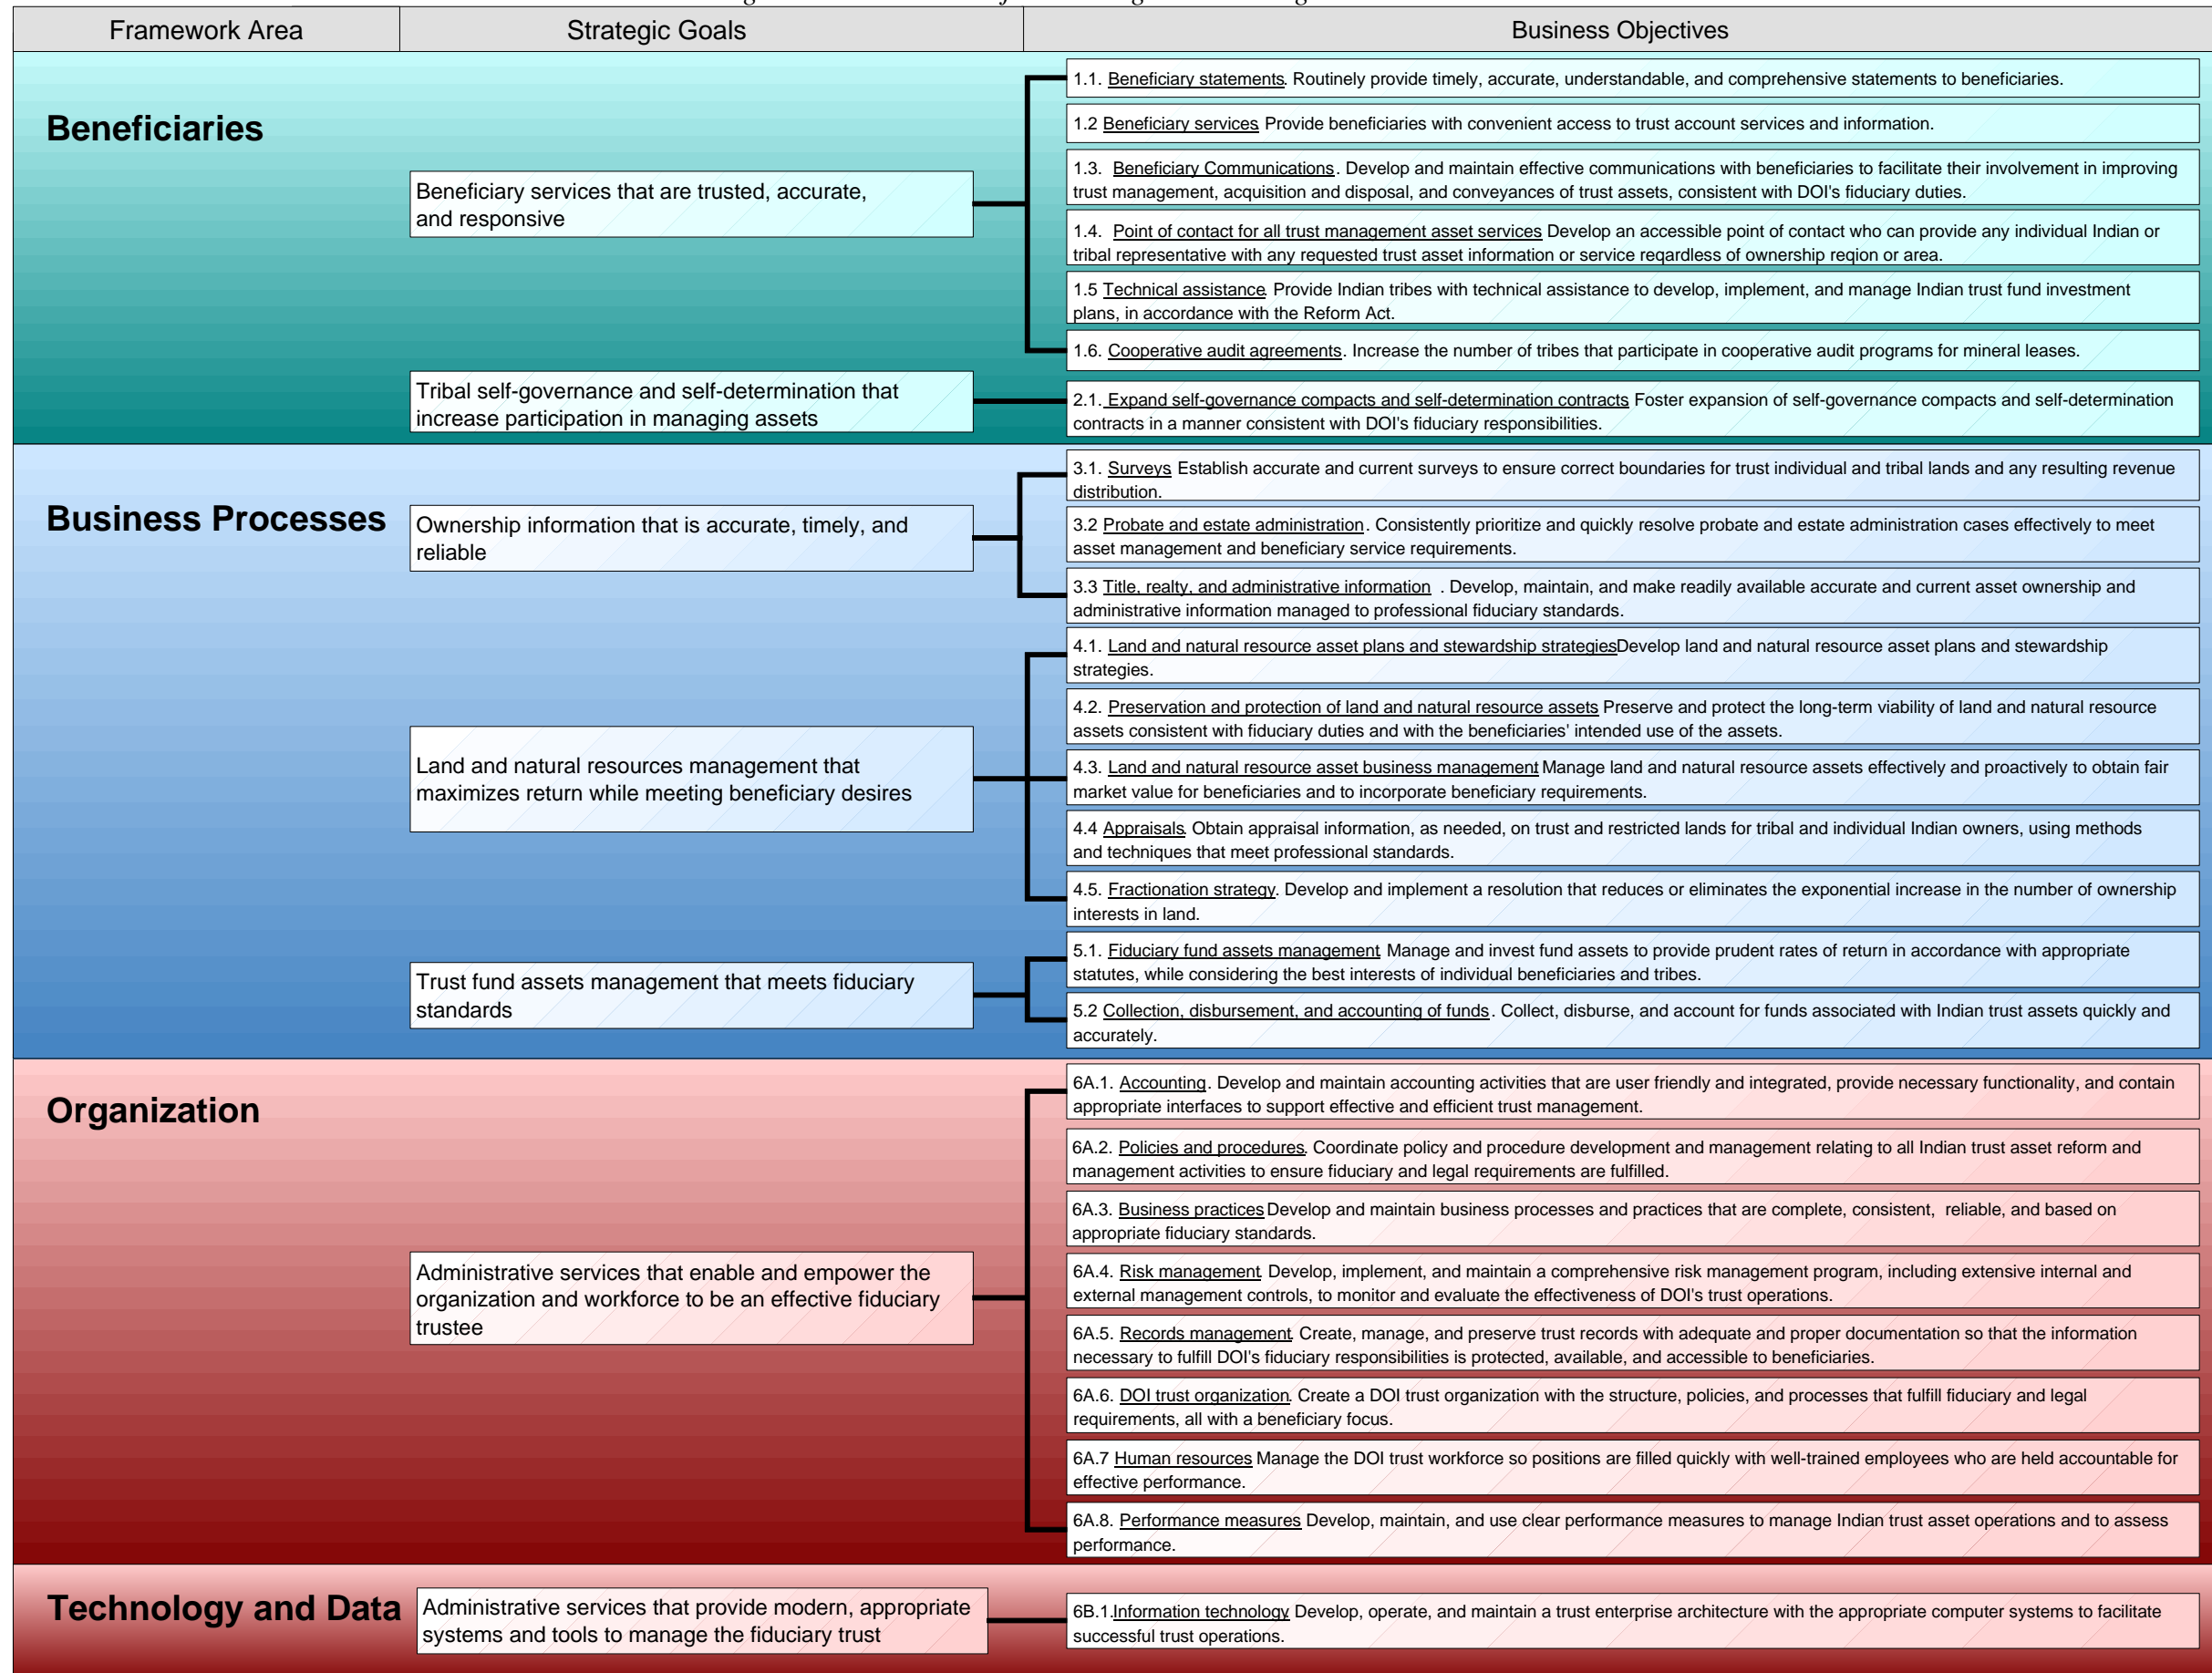 Framework Area
Strategic Goals
Business Objectives
Beneficiaries
Beneficiary services that are trusted, accurate,
and responsive
1.1. Beneficiary statements. Routinely provide timely, accurate, understandable, and comprehensive statements to beneficiaries.
1.2 Beneficiary services Provide beneficiaries with convenient access to trust account services and information.
1.3. Beneficiary Communications. Develop and maintain effective communications with beneficiaries to facilitate their involvement in improving
trust management, acquisition and disposal, and conveyances of trust assets, consistent with DOI's fiduciary duties.
1.4. Point of contact for all trust management asset services Develop an accessible point of contact who can provide any individual Indian or
tribal representative with any requested trust asset information or service regardless of ownership region or area.
1.5 Technical assistance. Provide Indian tribes with technical assistance to develop, implement, and manage Indian trust fund investment
plans, in accordance with the Reform Act.
1.6. Cooperative audit agreements. Increase the number of tribes that participate in cooperative audit programs for mineral leases.
Tribal self-governance and self-determination that
increase participation in managing assets
2.1. Expand self-governance compacts and self-determination contracts Foster expansion of self-governance compacts and self-determination
contracts in a manner consistent with DOI's fiduciary responsibilities.
Business Processes
Ownership information that is accurate, timely, and
reliable
3.1. Surveys Establish accurate and current surveys to ensure correct boundaries for trust individual and tribal lands and any resulting revenue
distribution.
3.2 Probate and estate administration. Consistently prioritize and quickly resolve probate and estate administration cases effectively to meet
asset management and beneficiary service requirements.
3.3 Title, realty, and administrative information . Develop, maintain, and make readily available accurate and current asset ownership and
administrative information managed to professional fiduciary standards.
Land and natural resources management that
maximizes return while meeting beneficiary desires
4.1. Land and natural resource asset plans and stewardship strategies Develop land and natural resource asset plans and stewardship
strategies.
4.2. Preservation and protection of land and natural resource assets Preserve and protect the long-term viability of land and natural resource
assets consistent with fiduciary duties and with the beneficiaries' intended use of the assets.
4.3. Land and natural resource asset business management Manage land and natural resource assets effectively and proactively to obtain fair
market value for beneficiaries and to incorporate beneficiary requirements.
4.4 Appraisals. Obtain appraisal information, as needed, on trust and restricted lands for tribal and individual Indian owners, using methods
and techniques that meet professional standards.
4.5. Fractionation strategy. Develop and implement a resolution that reduces or eliminates the exponential increase in the number of ownership
interests in land.
Trust fund assets management that meets fiduciary
standards
5.1. Fiduciary fund assets management Manage and invest fund assets to provide prudent rates of return in accordance with appropriate
statutes, while considering the best interests of individual beneficiaries and tribes.
5.2 Collection, disbursement, and accounting of funds. Collect, disburse, and account for funds associated with Indian trust assets quickly and
accurately.
Organization
Administrative services that enable and empower the
organization and workforce to be an effective fiduciary
trustee
6A.1. Accounting. Develop and maintain accounting activities that are user friendly and integrated, provide necessary functionality, and contain
appropriate interfaces to support effective and efficient trust management.
6A.2. Policies and procedures. Coordinate policy and procedure development and management relating to all Indian trust asset reform and
management activities to ensure fiduciary and legal requirements are fulfilled.
6A.3. Business practices Develop and maintain business processes and practices that are complete, consistent, reliable, and based on
appropriate fiduciary standards.
6A.4. Risk management. Develop, implement, and maintain a comprehensive risk management program, including extensive internal and
external management controls, to monitor and evaluate the effectiveness of DOI's trust operations.
6A.5. Records management. Create, manage, and preserve trust records with adequate and proper documentation so that the information
necessary to fulfill DOI's fiduciary responsibilities is protected, available, and accessible to beneficiaries.
6A.6. DOI trust organization. Create a DOI trust organization with the structure, policies, and processes that fulfill fiduciary and legal
requirements, all with a beneficiary focus.
6A.7 Human resources Manage the DOI trust workforce so positions are filled quickly with well-trained employees who are held accountable for
effective performance.
6A.8. Performance measures Develop, maintain, and use clear performance measures to manage Indian trust asset operations and to assess
performance.
Technology and Data
Administrative services that provide modern, appropriate
systems and tools to manage the fiduciary trust
6B.1.Information technology Develop, operate, and maintain a trust enterprise architecture with the appropriate computer systems to facilitate
successful trust operations.